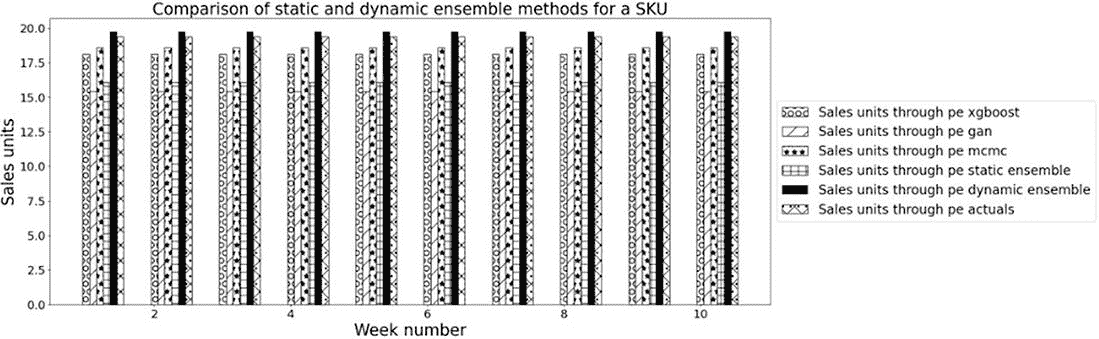 Comparison of static and dynamic ensemble methods for a SKU
20.0
17.5
15.0
12.5
10.0
7.5
5.0
2.5
0.0
Sales units
2 4 6 8 10
Week number
Sales units through pe xgboost
Sales units through pe gan
Sales units through pe mcmc
Sales units through pe static ensemble
Sales units through pe dynamic ensemble
Sales units through pe actuals